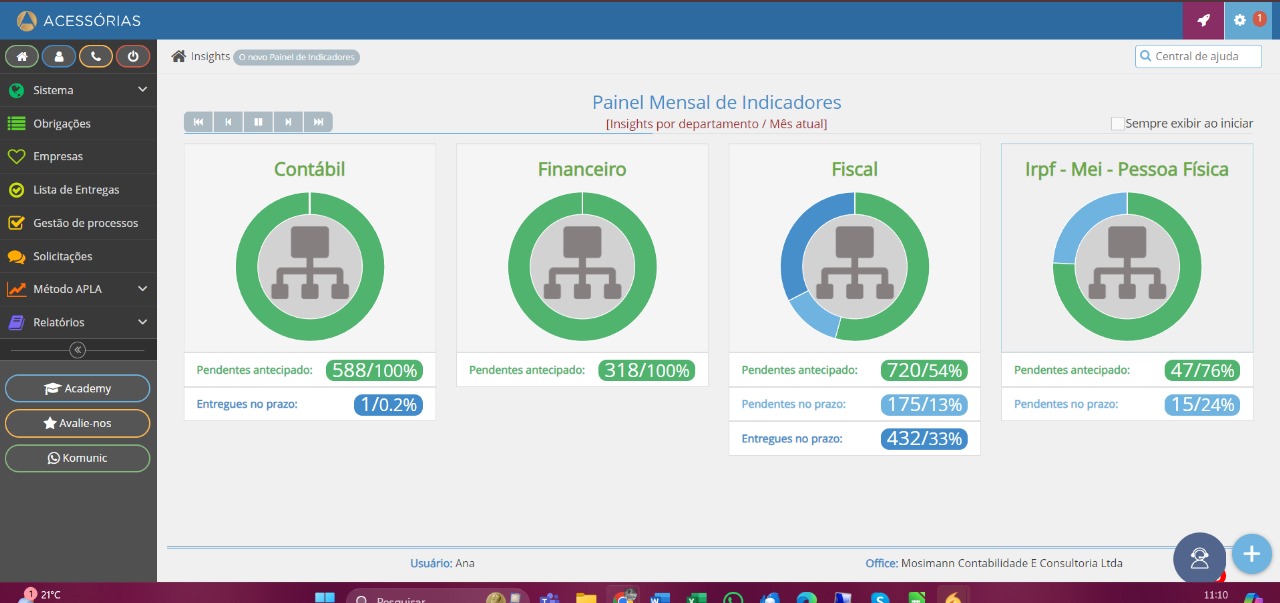 ACESSÓRIAS
1
Insights O novo Painel de Indicadores
Central de ajuda
Sistema
Obrigações
Empresas
Lista de Entregas
Gestão de processos
Solicitações
Método APLA
Relatórios
Academy
Avalie-nos
Komunic
Painel Mensal de Indicadores
[Insights por departamento / Mês atual]
Sempre exibir ao iniciar
Contábil
Pendentes antecipado: 588/100%
Entregues no prazo: 1/0.2%
Financeiro
Pendentes antecipado: 318/100%
Fiscal
Pendentes antecipado: 720/54%
Pendentes no prazo: 175/13%
Entregues no prazo: 432/33%
Irpf - Mei - Pessoa Física
Pendentes antecipado: 47/76%
Pendentes no prazo: 15/24%
Usuário: Ana
Office: Mosimann Contabilidade E Consultoria Ltda
1
21°C
Pesquisar
11:10